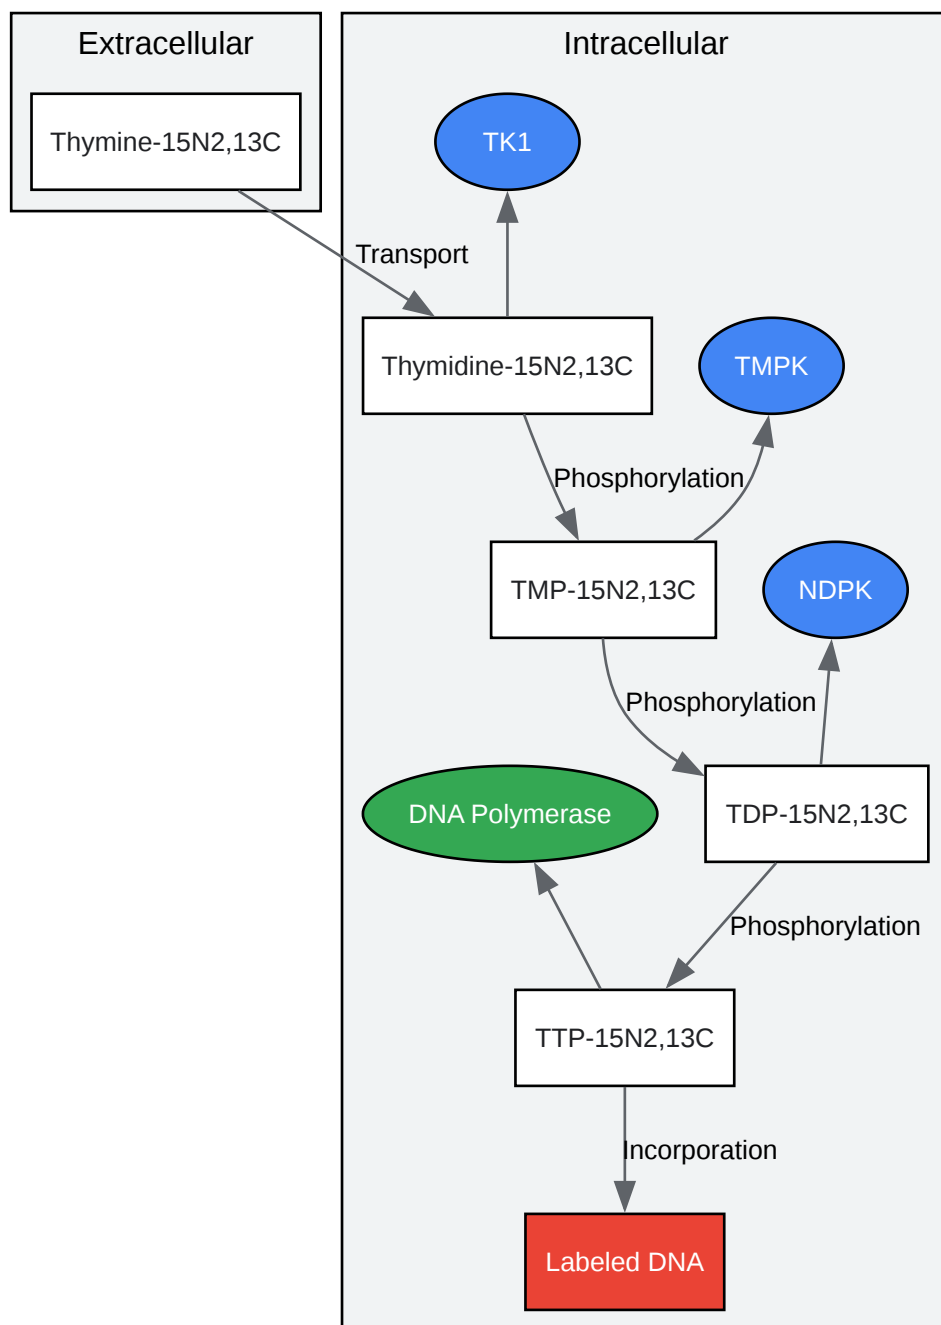 Extracellular
Intracellular
Thymine-15N2,13C
TK1
Transport
Thymidine-15N2,13C
TMPK
Phosphorylation
TMP-15N2,13C
NDPK
Phosphorylation
DNA Polymerase
TDP-15N2,13C
Phosphorylation
TTP-15N2,13C
Incorporation
Labeled DNA